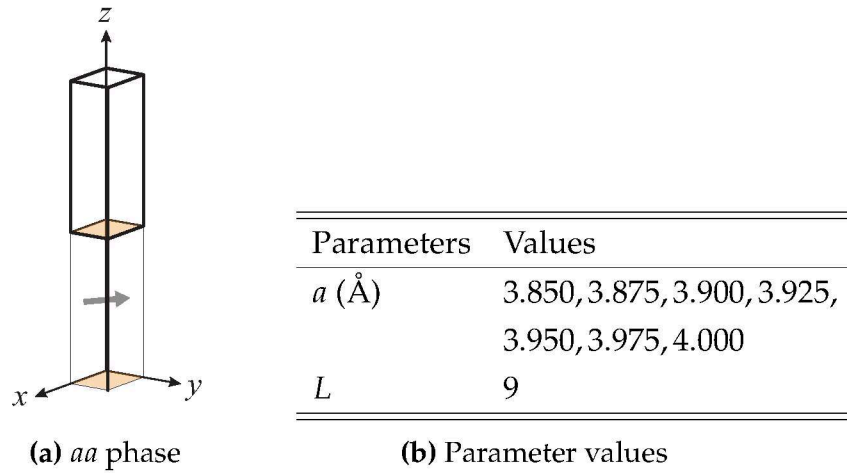 z
x
y
(a) aa phase
Parameters Values
a (Å) 3.850, 3.875, 3.900, 3.925,
3.950, 3.975, 4.000
L 9
(b) Parameter values